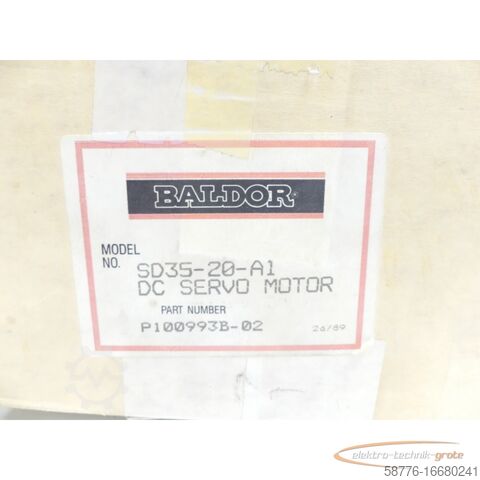 BALDOR
MODEL
NO.
SD35-20-A1
DC SERVO MOTOR
PART NUMBER
P100993B-02
26/89
elektro-technik-grote
58776-16680241